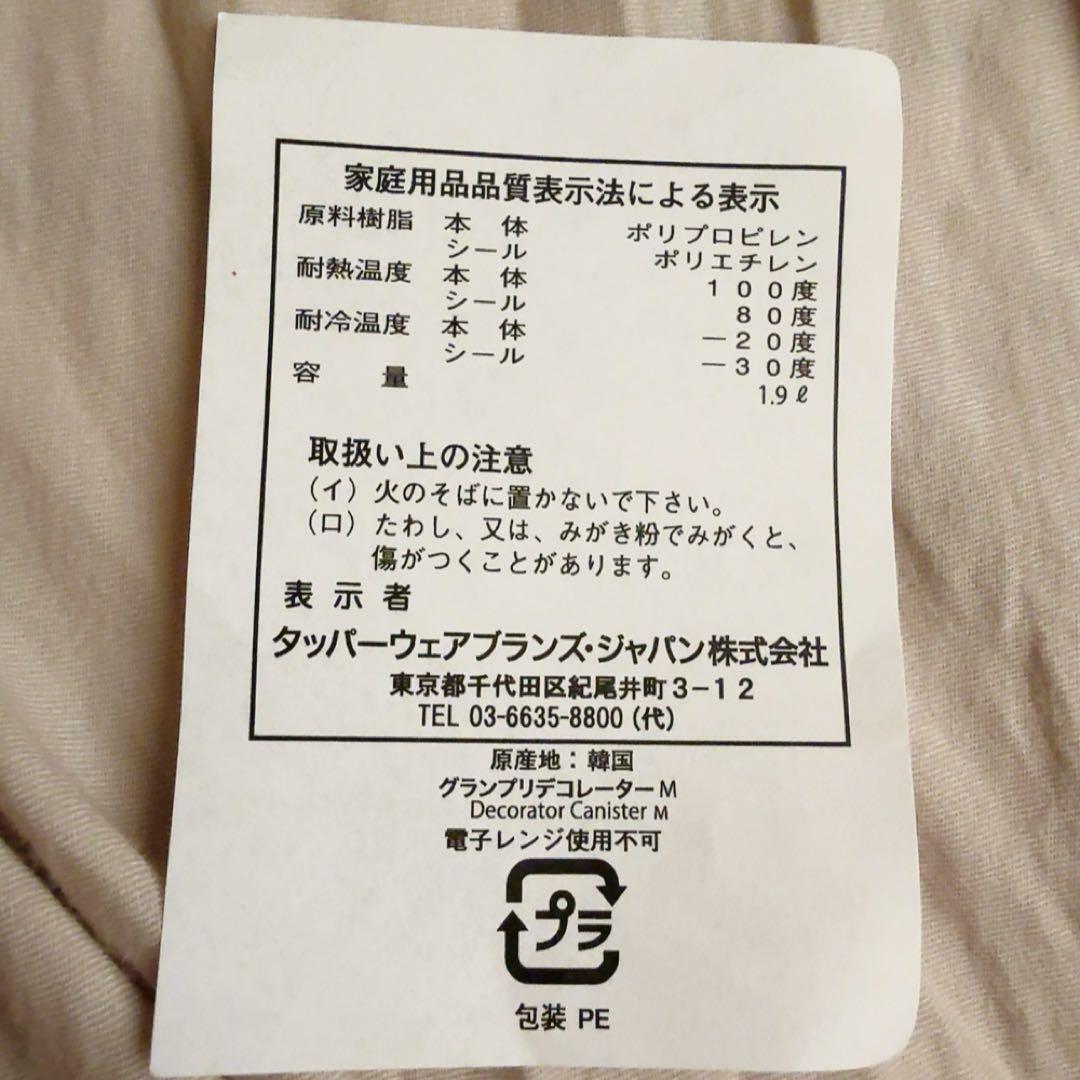 家庭用品品質表示法による表示
原料樹脂 本 体 ポリプロピレン
シール ポリエチレン
耐熱温度 本 体 100度
シール 80度
耐冷温度 本 体 −20度
シール −30度
容 量 1.9ℓ
取扱い上の注意
（イ）火のそばに置かないで下さい。
（ロ）たわし、又は、みがき粉でみがくと、
傷がつくことがあります。
表示者
タッパーウェアブランズ・ジャパン株式会社
東京都千代田区紀尾井町3−12
TEL 03-6635-8800（代）
原産地：韓国
グランプリデコレーターM
Decorator Canister M
電子レンジ使用不可
プラ
包装 PE